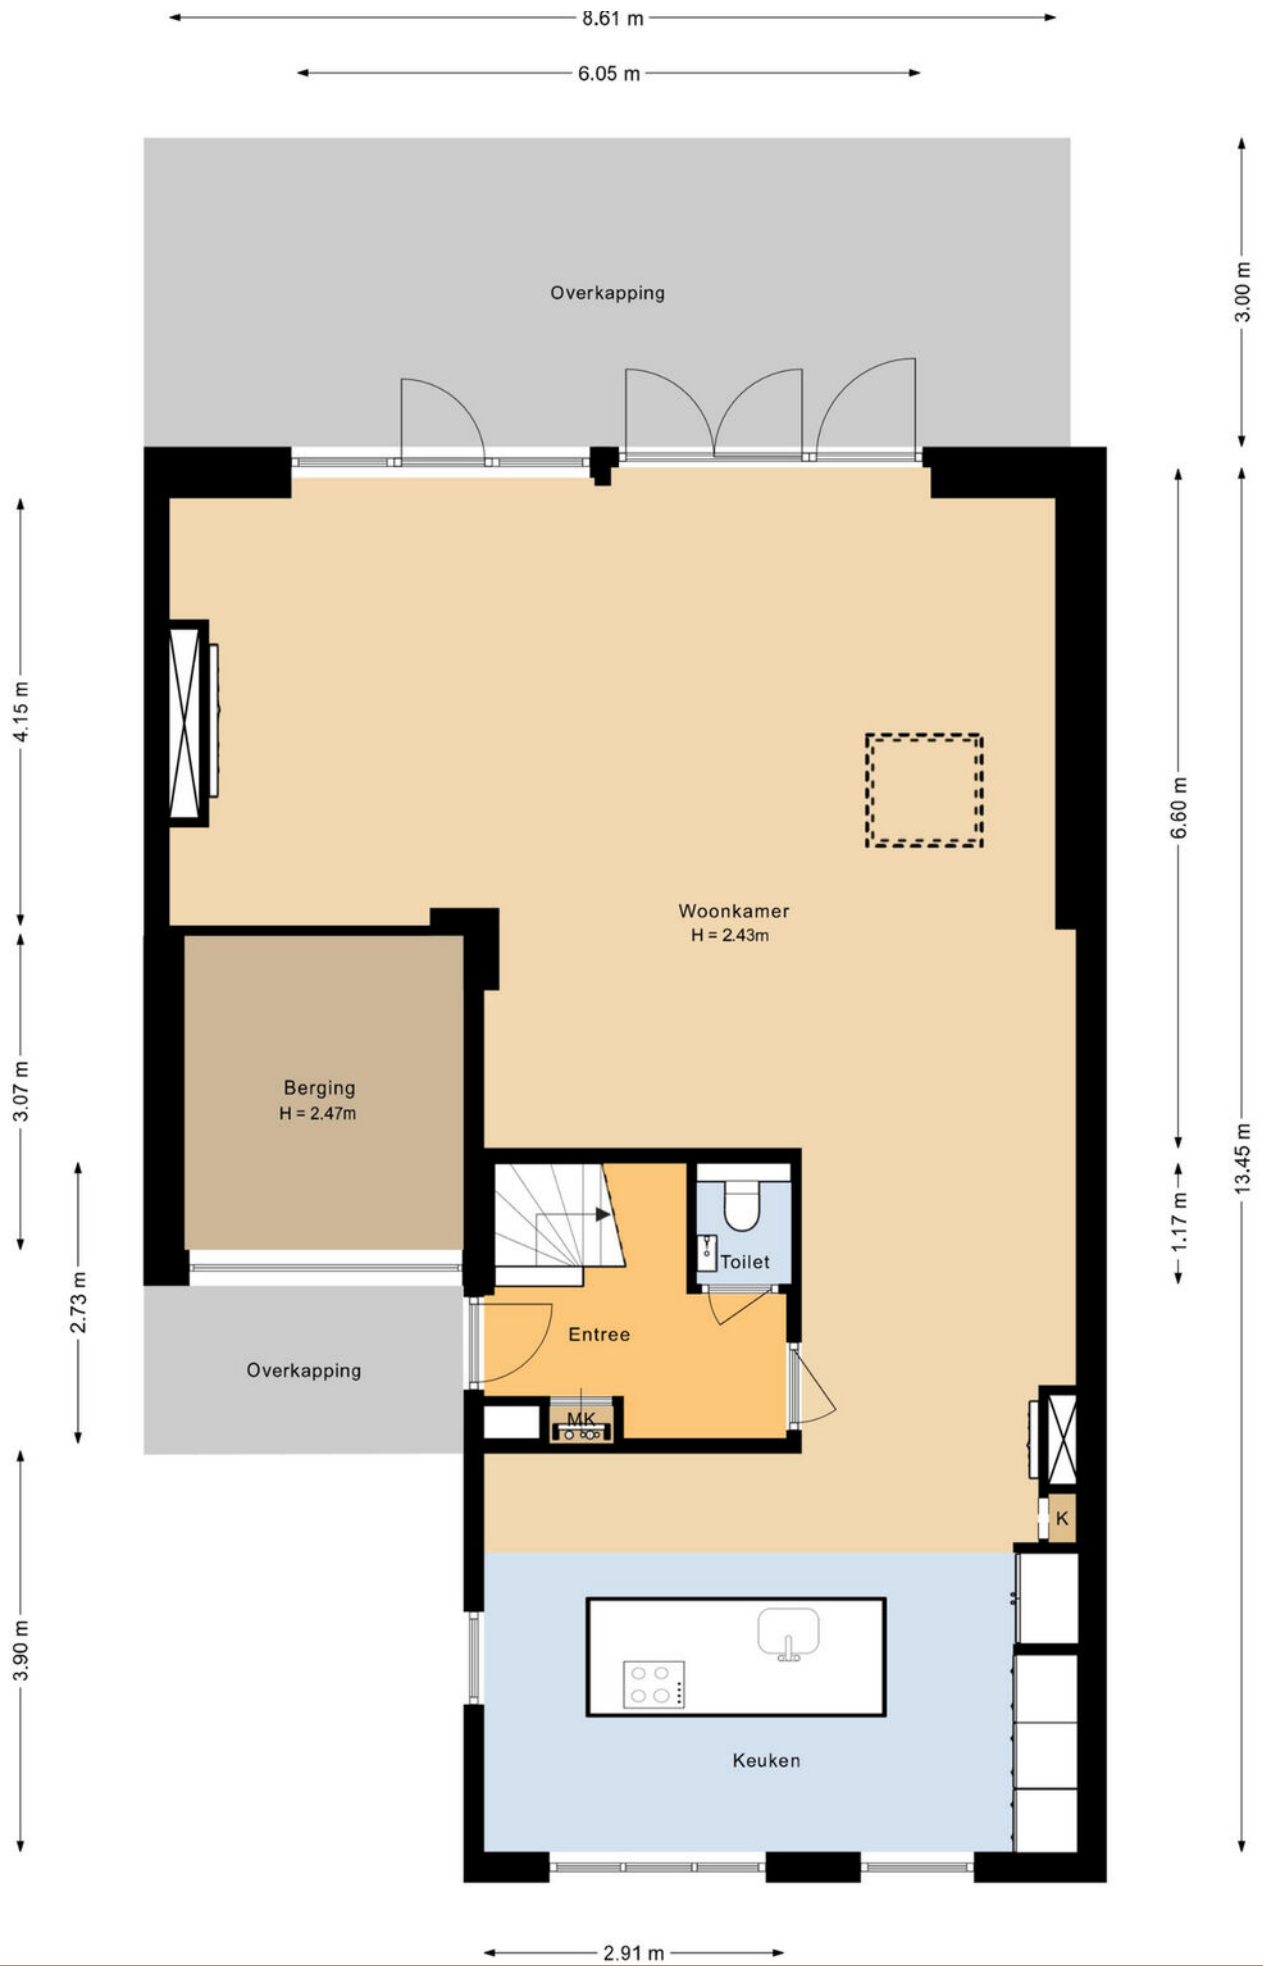 8.61 m
6.05 m
3.00 m
Overkapping
4.15 m
6.60 m
Woonkamer
H = 2.43m
Berging
H = 2.47m
3.07 m
13.45 m
1.17 m
Toilet
2.73 m
Entree
Overkapping
MK
K
3.90 m
Keuken
2.91 m